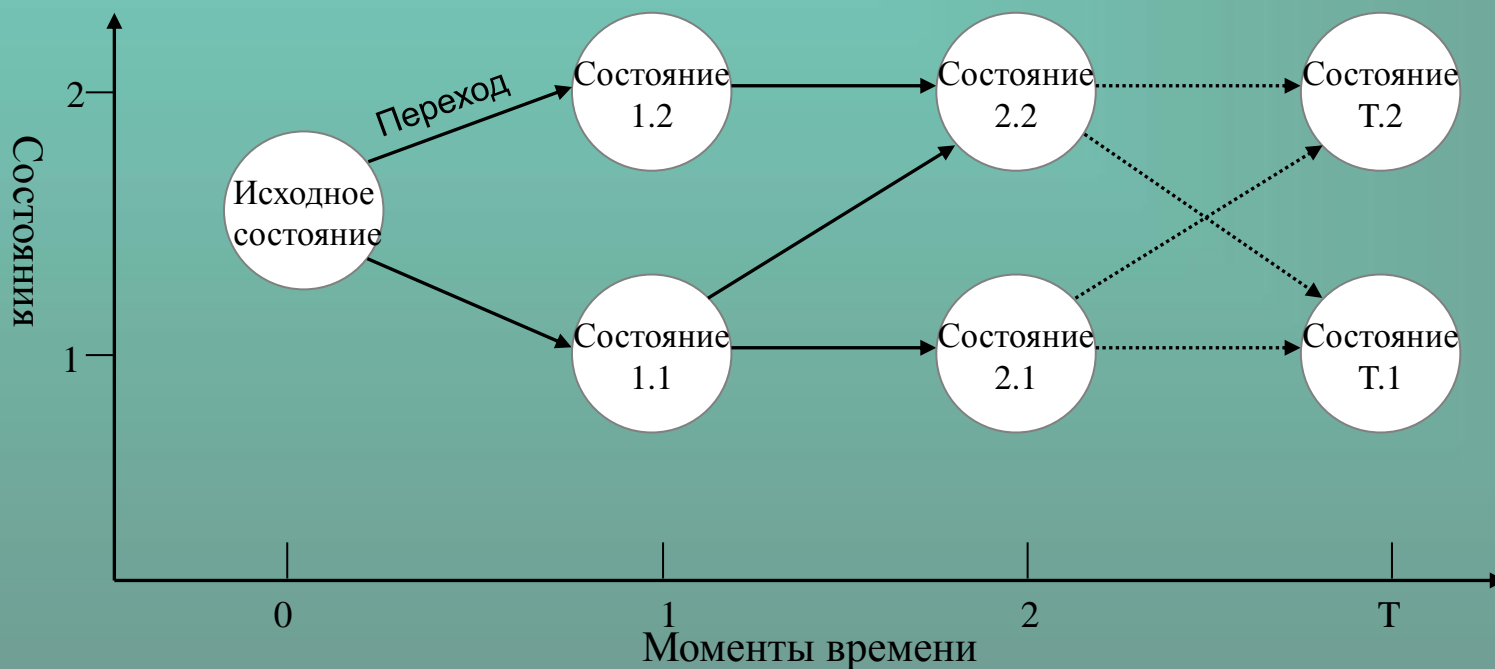 Состояния
2
1
Переход
Исходное
состояние
Состояние
1.2
Состояние
2.2
Состояние
Т.2
Состояние
1.1
Состояние
2.1
Состояние
Т.1
0
1
2
Т
Моменты времени